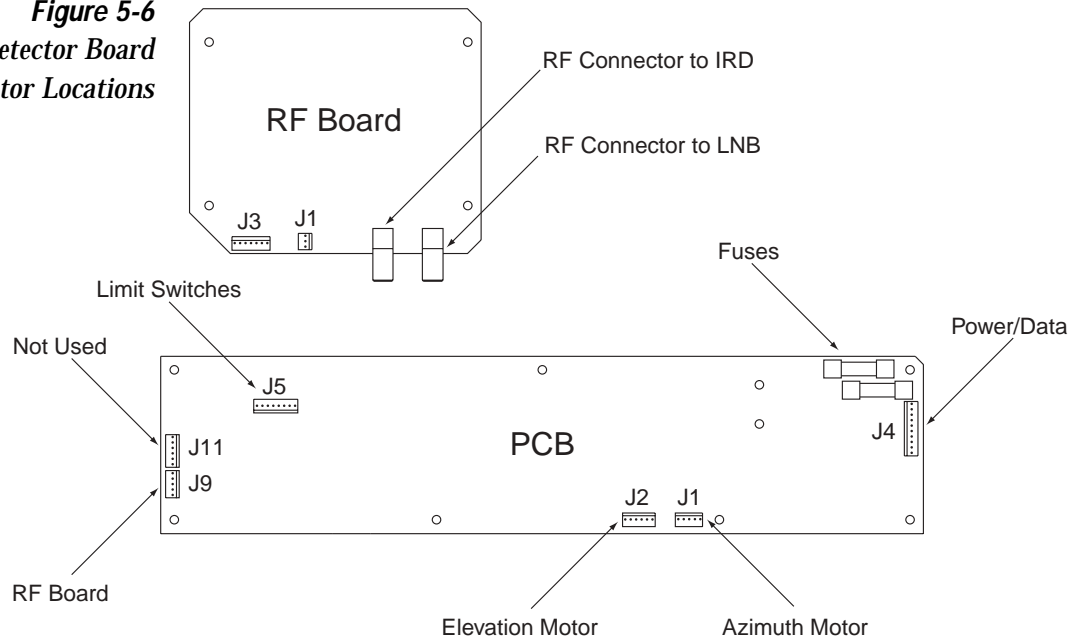 Figure 5-6
etector Board
tor Locations
RF Connector to IRD
RF Board
RF Connector to LNB
J3
J1
Fuses
Limit Switches
Power/Data
Not Used
J5
J4
PCB
J11
J9
J2
J1
RF Board
Elevation Motor
Azimuth Motor